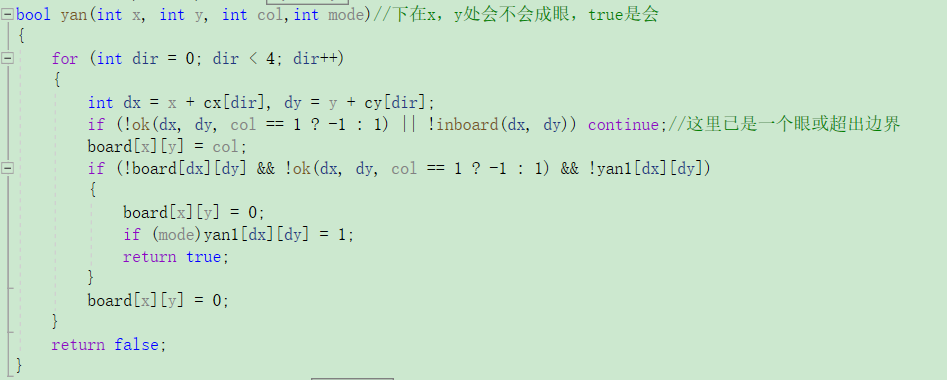 bool yan(int x, int y, int col,int mode)//下在x，y处会不会成眼，true是会
{
for (int dir = 0; dir < 4; dir++)
{
int dx = x + cx[dir], dy = y + cy[dir];
if (!ok(dx, dy, col == 1 ? -1 : 1) || !inboard(dx, dy)) continue;//这里已是一个眼或超出边界
board[x][y] = col;
if (!board[dx][dy] && !ok(dx, dy, col == 1 ? -1 : 1) && !yan1[dx][dy])
{
board[x][y] = 0;
if (mode)yan1[dx][dy] = 1;
return true;
}
board[x][y] = 0;
}
return false;
}